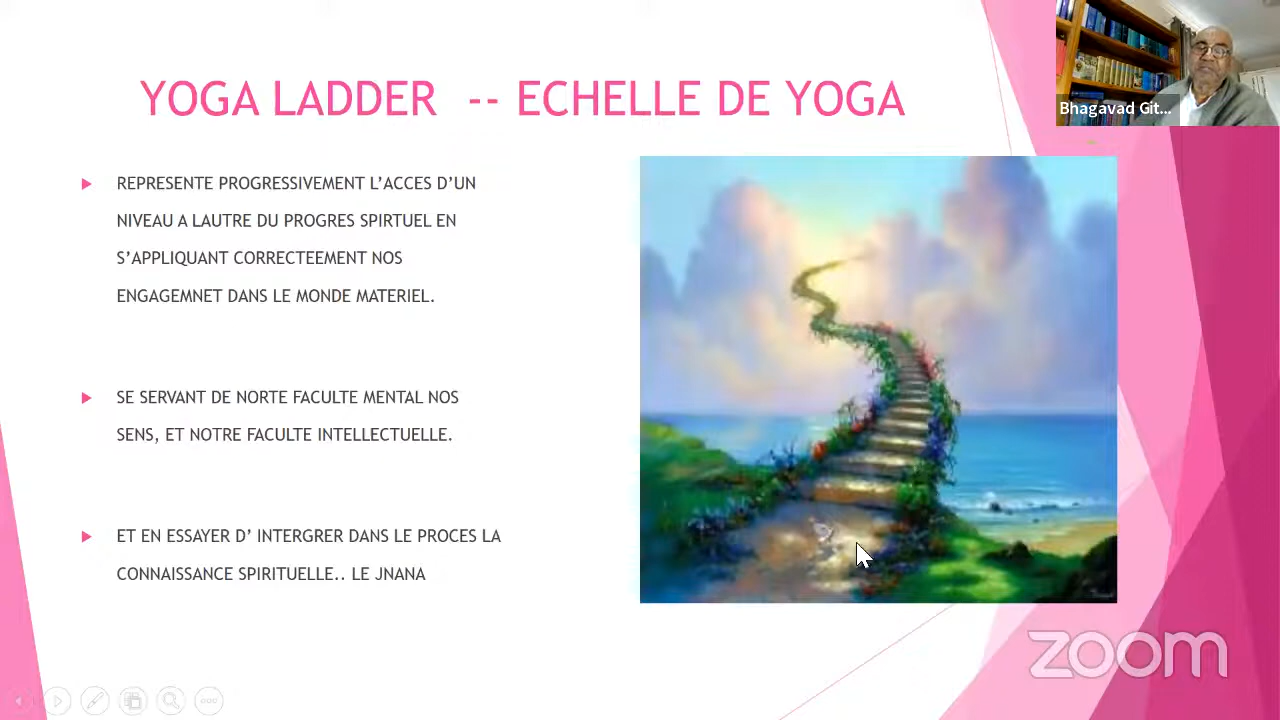 YOGA LADDER -- ECHELLE DE YOGA
Bhagavad Git...
REPRESENTE PROGRESSIVEMENT L’ACCES D’UN
NIVEAU A LAUTRE DU PROGRES SPIRTUEL EN
S’APPLIQUANT CORRECTEEMENT NOS
ENGAGEMNET DANS LE MONDE MATERIEL.
SE SERVANT DE NORTE FACULTE MENTAL NOS
SENS, ET NOTRE FACULTE INTELLECTUELLE.
ET EN ESSAYER D’ INTERGRER DANS LE PROCES LA
CONNAISSANCE SPIRITUELLE.. LE JNANA
zoom